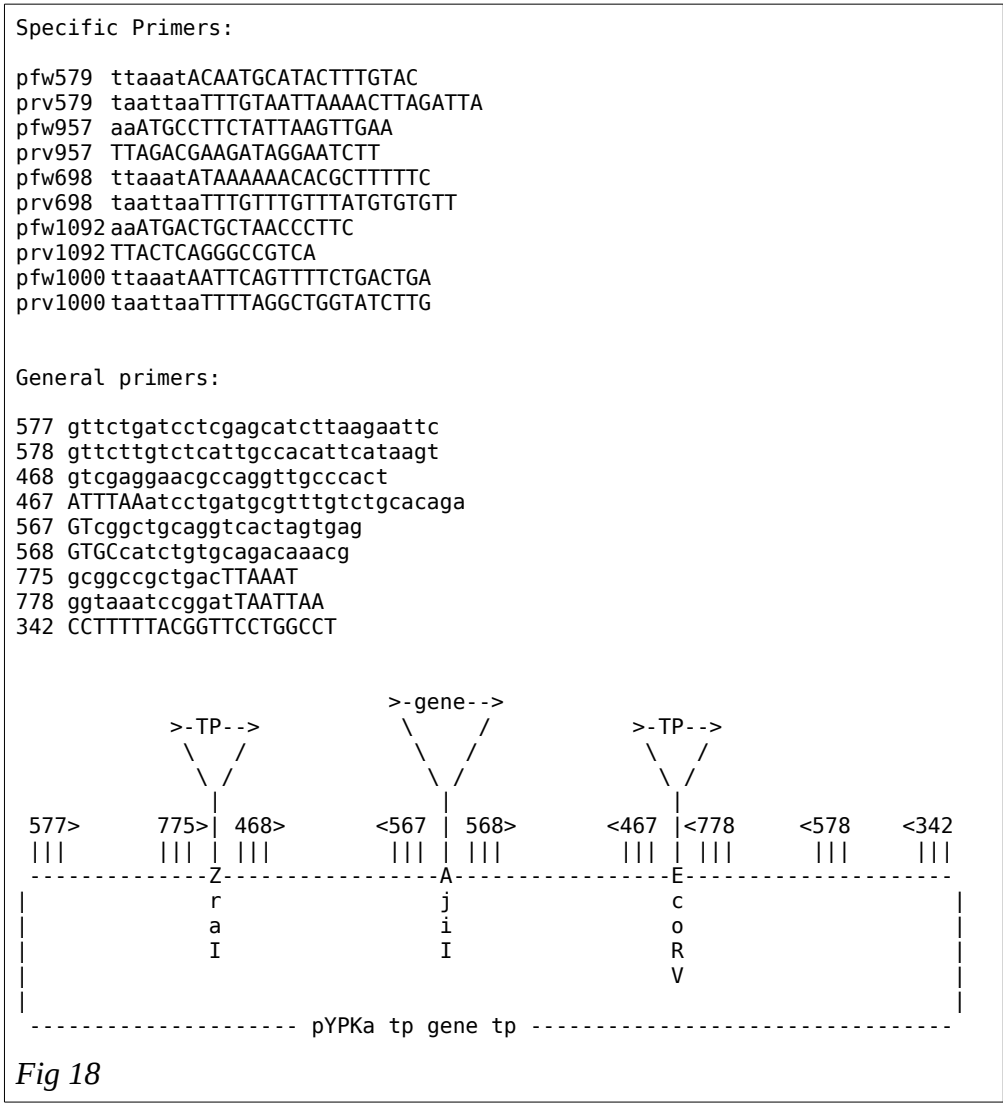 Specific Primers:
pfw579 ttaaatACAATGCATACTTTGTAC
prv579 taattaaTTTGTAATTAAAACTTAGATTA
pfw957 aaATGCCTTCTATTAAGTTGAA
prv957 TTAGACGAAGATAGGAATCTT
pfw698 ttaaatATAAAAAACACGCTTTTTC
prv698 taattaaTTTGTTTGTTTATGTGTGTT
pfw1092 aaATGACTGCTAACCCTTC
prv1092 TTACTCAGGGCCGTCA
pfw1000 ttaaatAATTCAGTTTTCTGACTGA
prv1000 taattaaTTTTAGGCTGGTATCTTG
General primers:
577 gttctgatcctcgagcatcttaagaattc
578 gttcttgtctcattgccacattcataagt
468 gtcgaggaacgccaggttgcccact
467 ATTTAAatcctgatgcgtttgtctgcacaga
567 GTcggctgcaggtcactagtgag
568 GTGCcatctgtgcagacaaacg
775 gcggccgctgacTTAAAT
778 ggtaaatccggatTAATTAA
342 CCTTTTTACGGTTCCTGGCCT
>-gene-->
>-TP--> \ / >-TP-->
\ / \ / \ /
\ / \ / \ /
| | |
577> 775>| 468> <567 | 568> <467 |<778 <578 <342
||| ||| | ||| ||| | ||| ||| | ||| ||| |||
--------------Z-----------------A-----------------E---------------------
| r j c |
| a i o |
| I I R |
| V |
| |
--------------------- pYPKa tp gene tp ---------------------------------
Fig 18